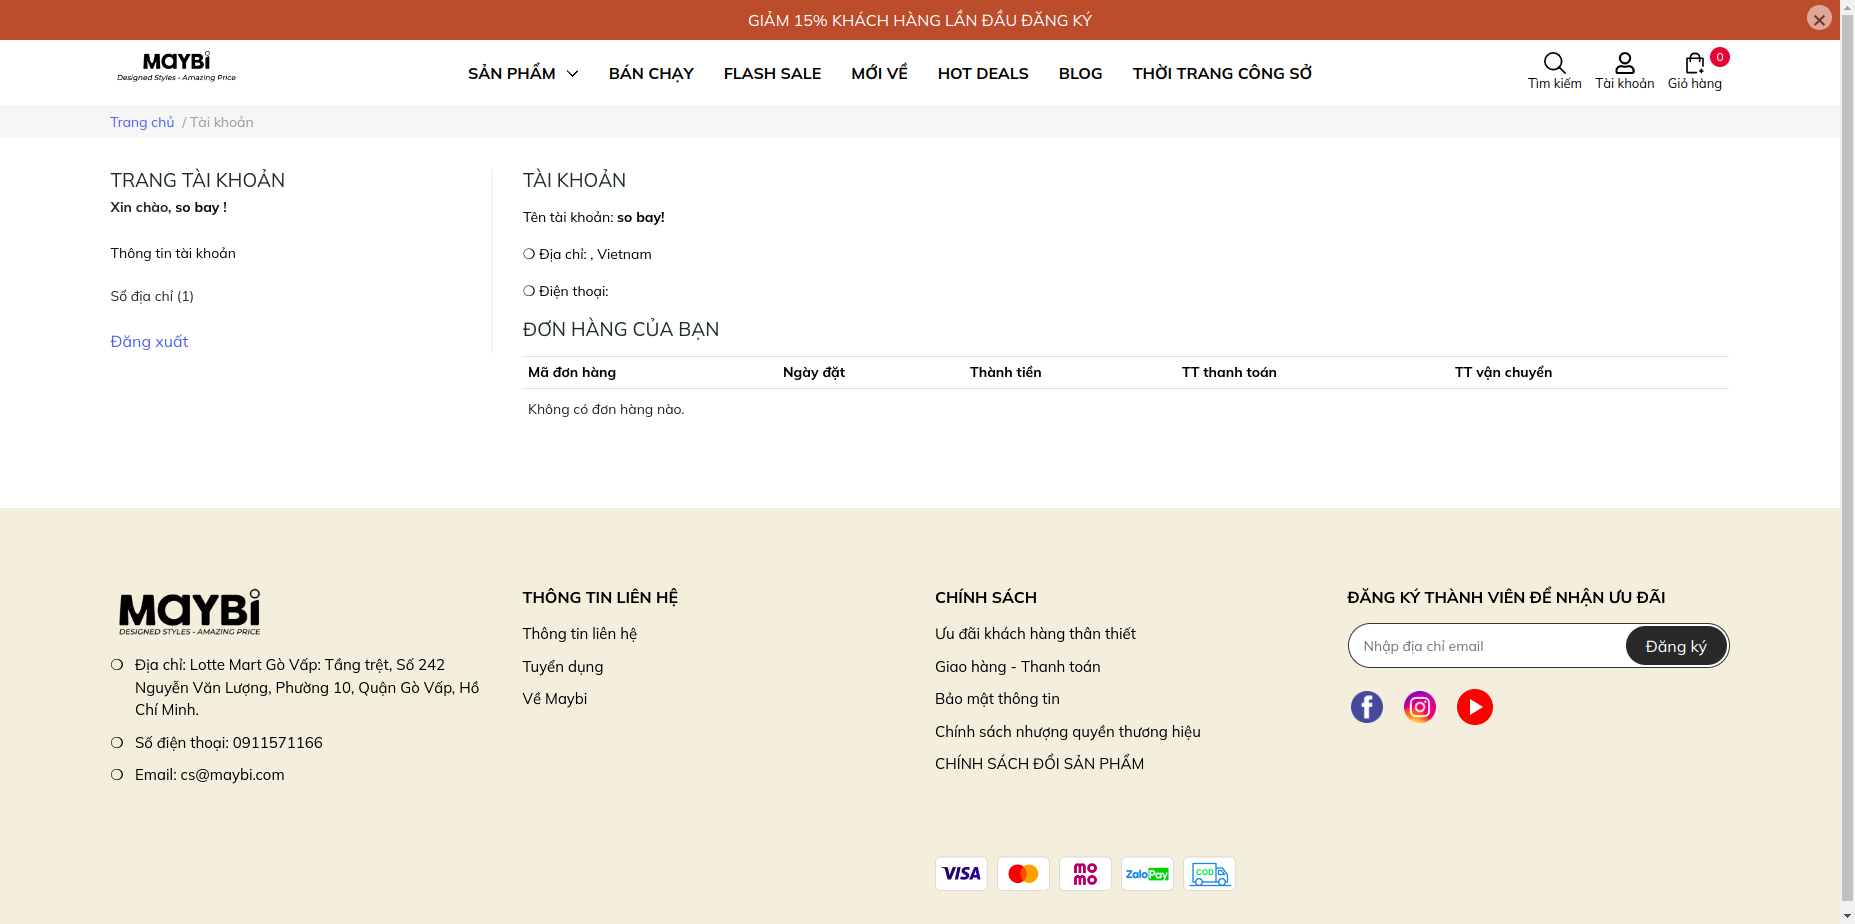 GIẢM 15% KHÁCH HÀNG LẦN ĐẦU ĐĂNG KÝ
MAYBi
Designed Styles - Amazing Price
SẢN PHẨM
BÁN CHẠY
FLASH SALE
MỚI VỀ
HOT DEALS
BLOG
THỜI TRANG CÔNG SỞ
Tìm kiếm
Tài khoản
0
Giỏ hàng
Trang chủ / Tài khoản
TRANG TÀI KHOẢN
Xin chào, so bay !
Thông tin tài khoản
Sổ địa chỉ (1)
Đăng xuất
TÀI KHOẢN
Tên tài khoản: so bay!
Địa chỉ: , Vietnam
Điện thoại:
ĐƠN HÀNG CỦA BẠN
Mã đơn hàng Ngày đặt Thành tiền TT thanh toán TT vận chuyển
Không có đơn hàng nào.
MAYBi
DESIGNED STYLES - AMAZING PRICE
Địa chỉ: Lotte Mart Gò Vấp: Tầng trệt, Số 242
Nguyễn Văn Lượng, Phường 10, Quận Gò Vấp, Hồ
Chí Minh.
Số điện thoại: 0911571166
Email: cs@maybi.com
THÔNG TIN LIÊN HỆ
Thông tin liên hệ
Tuyển dụng
Về Maybi
CHÍNH SÁCH
Ưu đãi khách hàng thân thiết
Giao hàng - Thanh toán
Bảo mật thông tin
Chính sách nhượng quyền thương hiệu
CHÍNH SÁCH ĐỔI SẢN PHẨM
ĐĂNG KÝ THÀNH VIÊN ĐỂ NHẬN ƯU ĐÃI
Nhập địa chỉ email
Đăng ký
VISA
mo
mo
Zalo Pay
COD